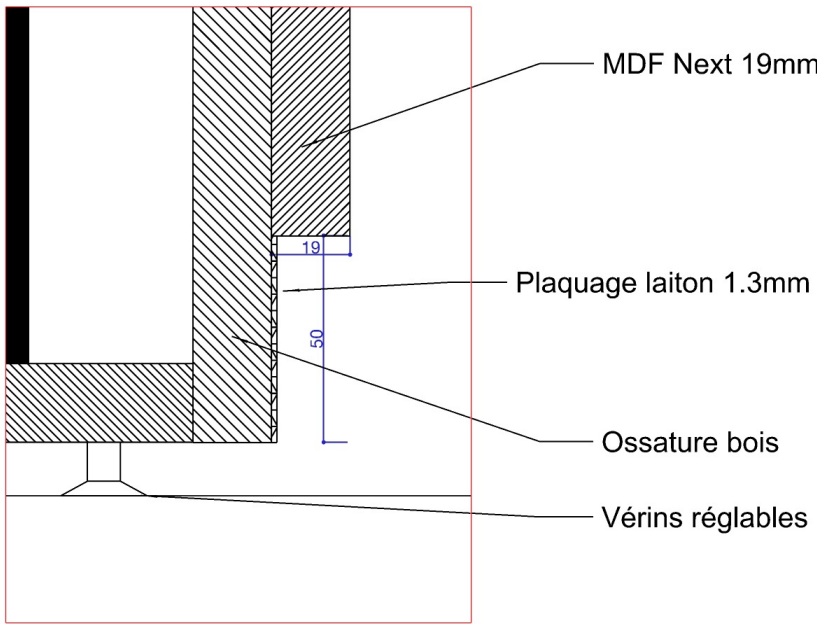 MDF Next 19mm
19
Plaquage laiton 1.3mm
50
Ossature bois
Vérins réglables